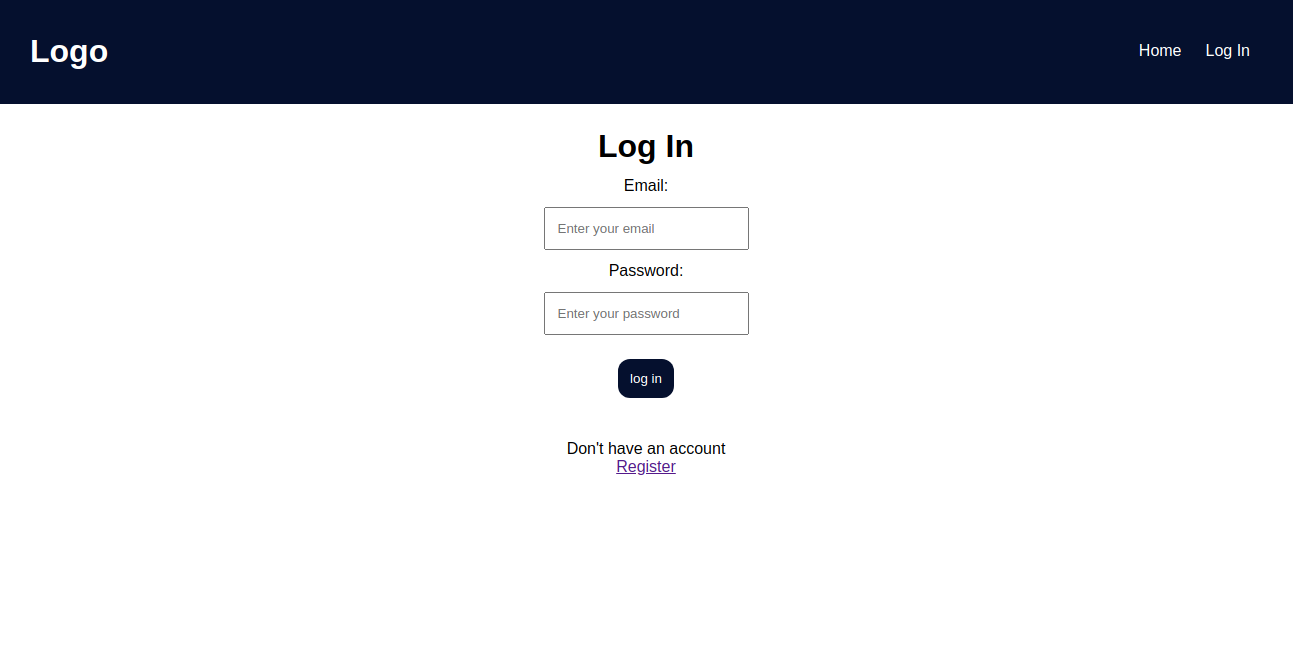 Logo
Home Log In
Log In
Email:
Enter your email
Password:
Enter your password
log in
Don't have an account
Register